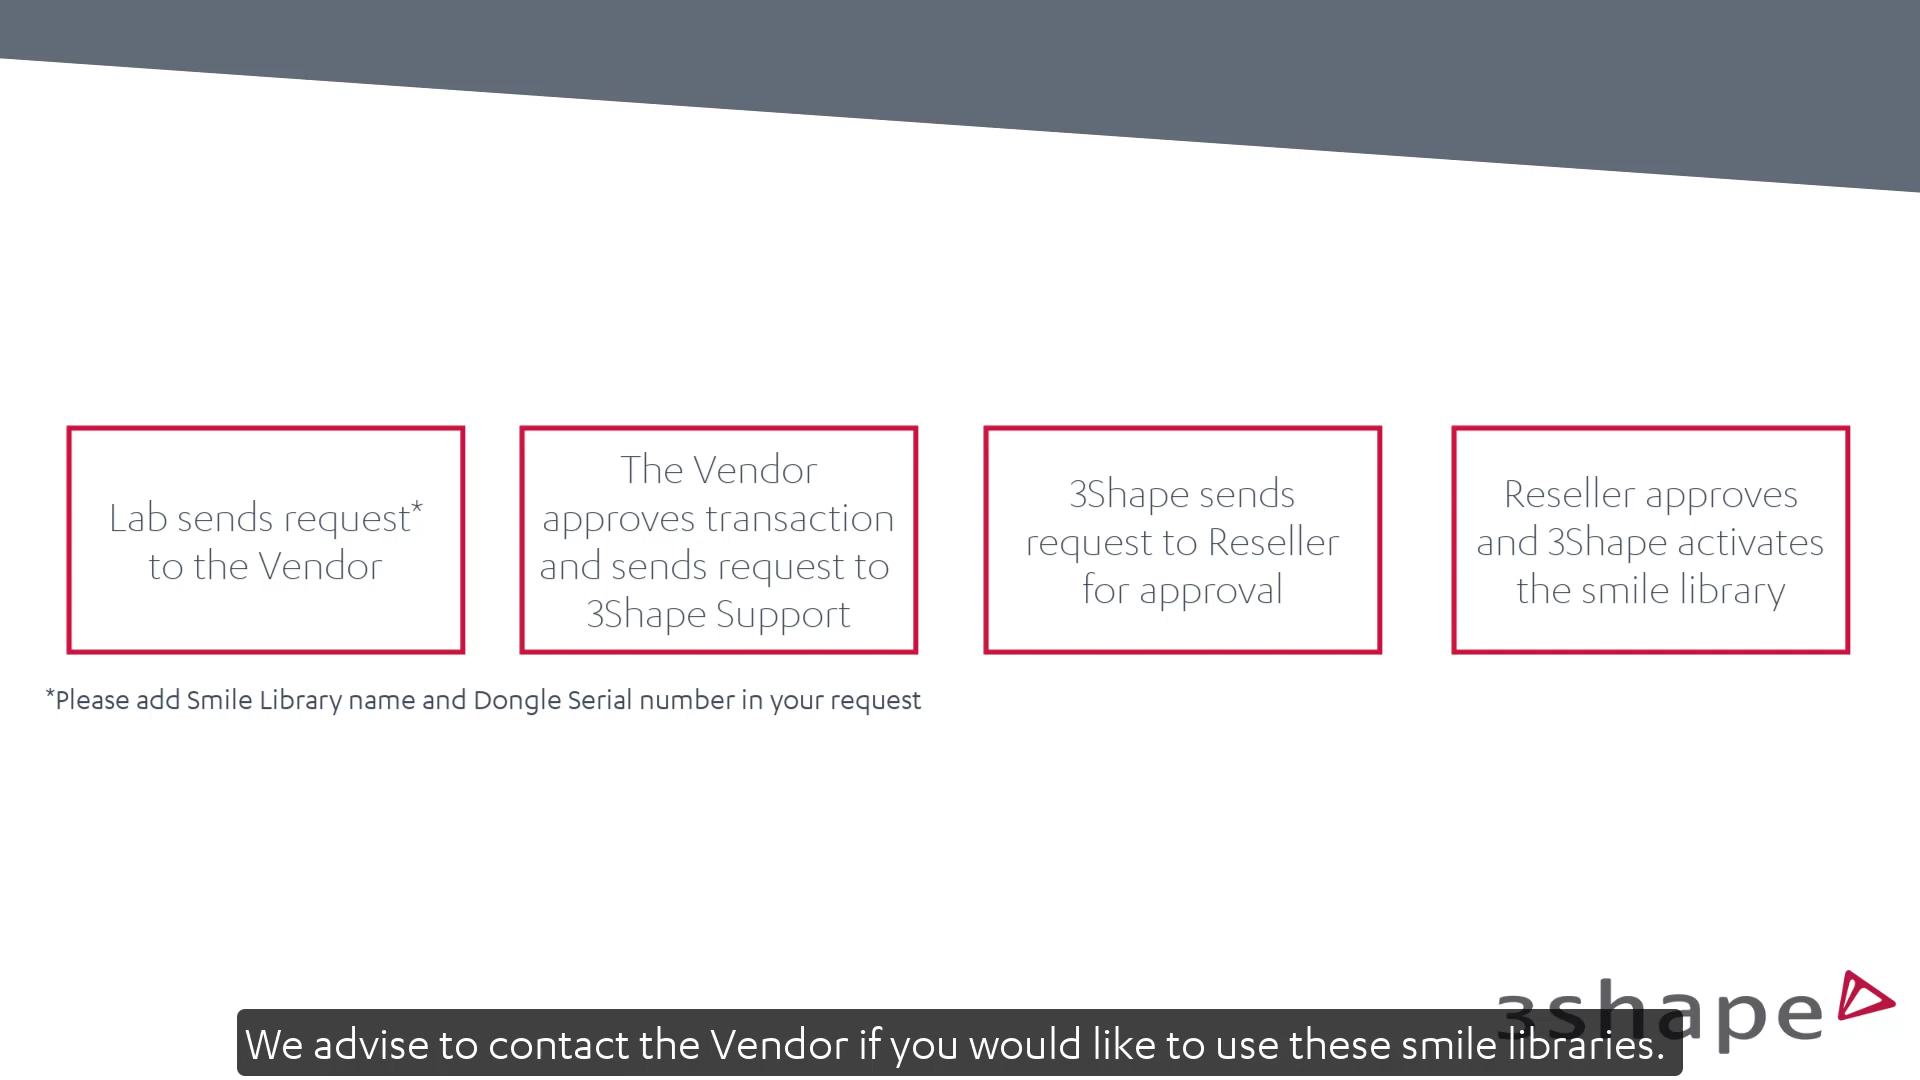 Lab sends request*
to the Vendor
The Vendor
approves transaction
and sends request to
3Shape Support
3Shape sends
request to Reseller
for approval
Reseller approves
and 3Shape activates
the smile library
*Please add Smile Library name and Dongle Serial number in your request
3shape
We advise to contact the Vendor if you would like to use these smile libraries.